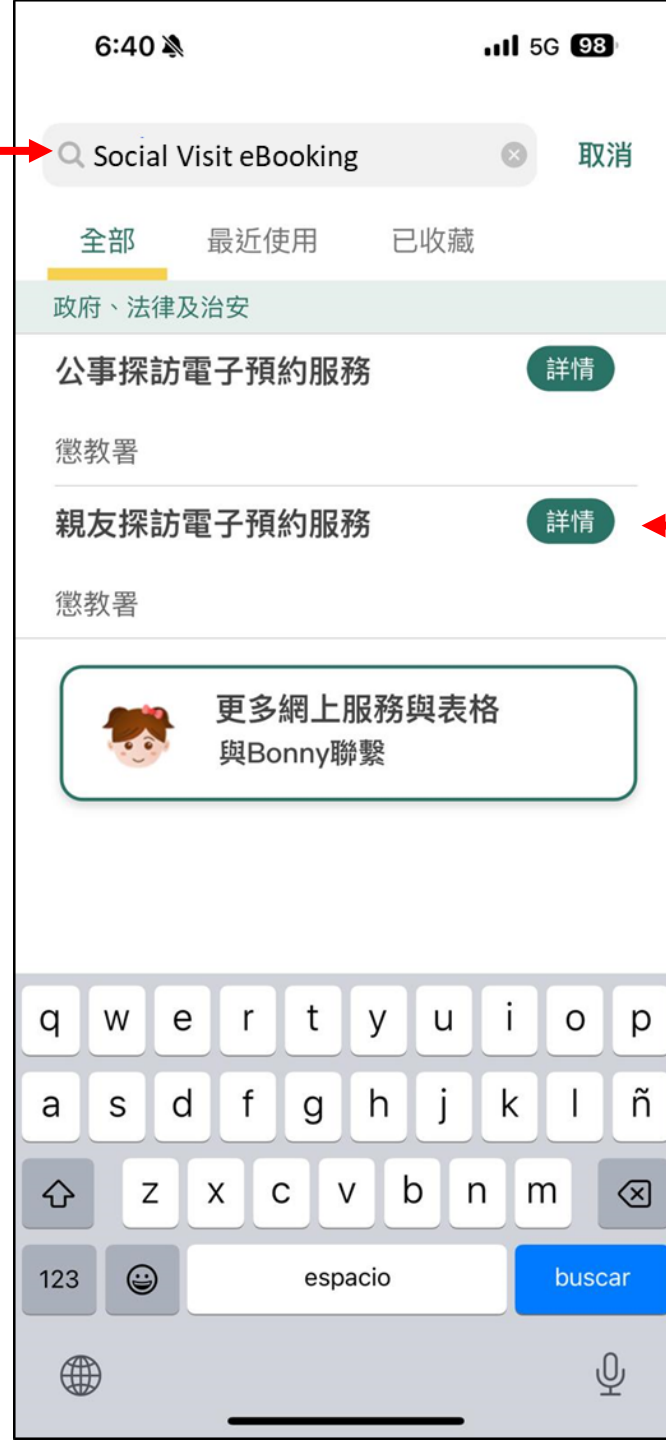 6:40 5G 98
Social Visit eBooking 取消
全部 最近使用 已收藏
政府、法律及治安
公事探訪電子預約服務 詳情
懲教署
親友探訪電子預約服務 詳情
懲教署
更多網上服務與表格
與Bonny聯繫
q w e r t y u i o p
a s d f g h j k l ñ
z x c v b n m
123 espacio buscar